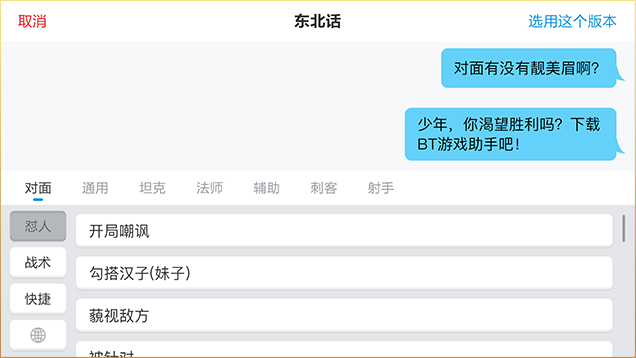 取消
东北话
选用这个版本
对面有没有靓美眉啊?
少年，你渴望胜利吗？下载
BT游戏助手吧！
对面 通用 坦克 法师 辅助 刺客 射手
怼人
开局嘲讽
战术
勾搭汉子(妹子)
快捷
藐视敌方
被针对